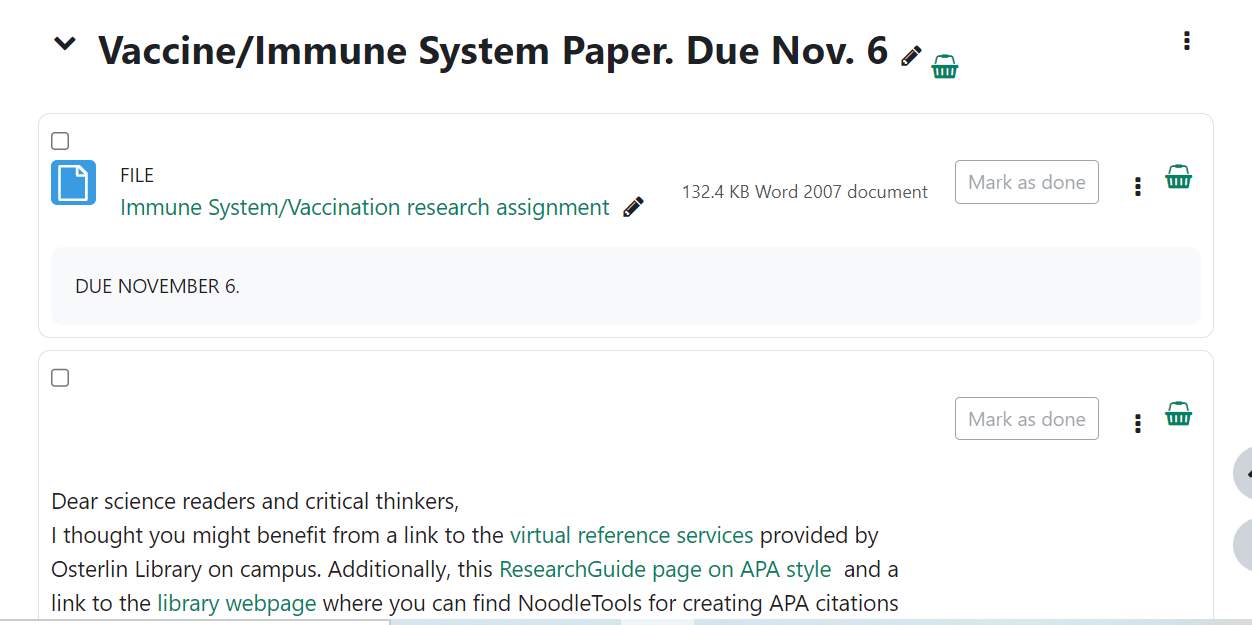 Vaccine/Immune System Paper. Due Nov. 6
FILE
Immune System/Vaccination research assignment
132.4 KB Word 2007 document
Mark as done
DUE NOVEMBER 6.
Mark as done
Dear science readers and critical thinkers,
I thought you might benefit from a link to the virtual reference services provided by
Osterlin Library on campus. Additionally, this ResearchGuide page on APA style and a
link to the library webpage where you can find NoodleTools for creating APA citations